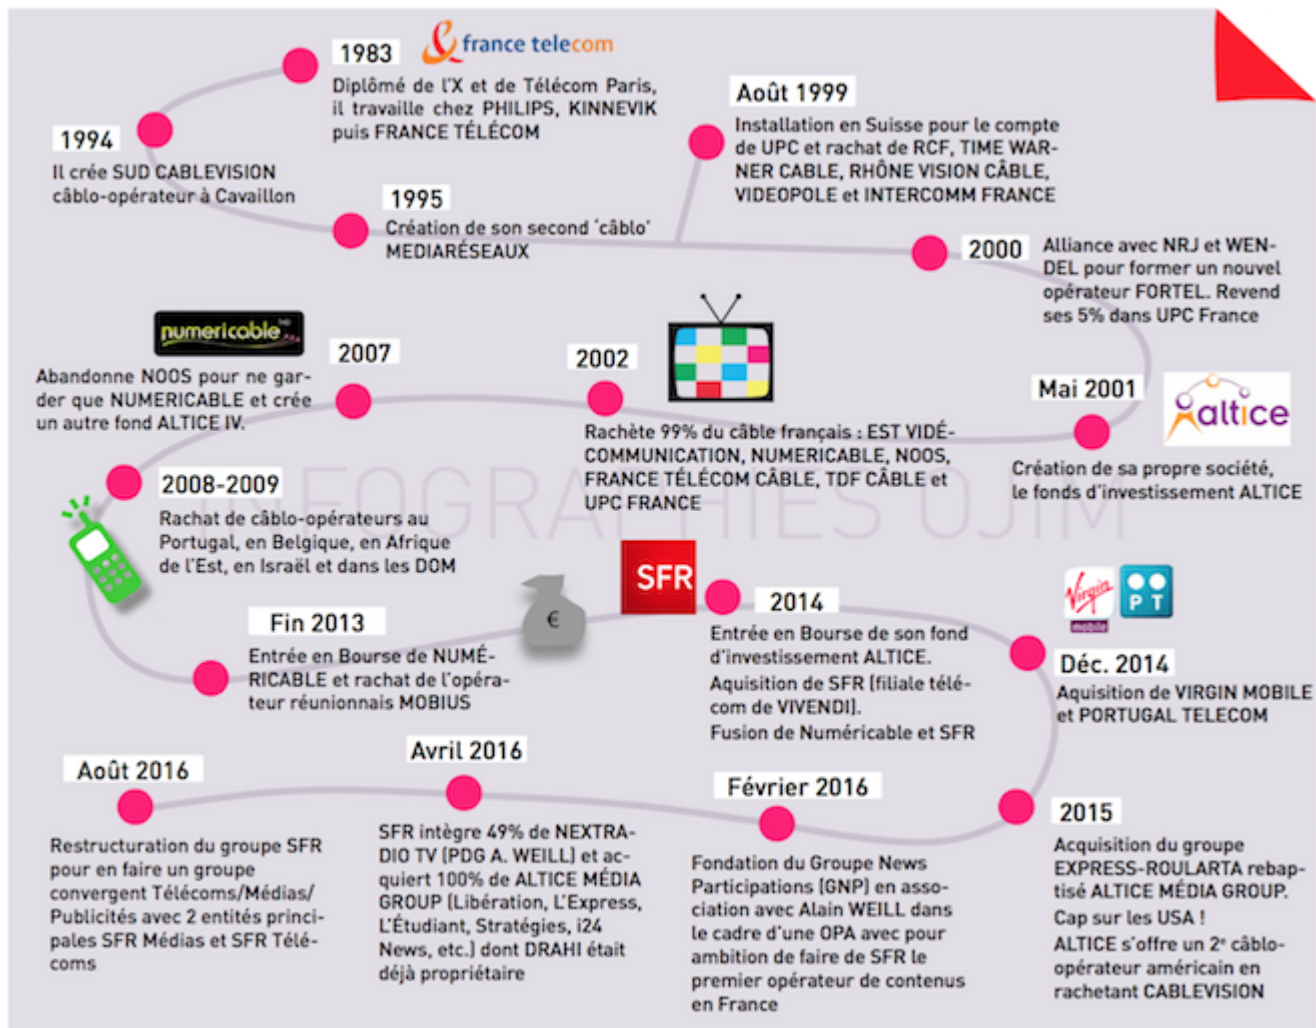 1983
france telecom
Diplômé de l'X et de Télécom Paris,
il travaille chez PHILIPS, KINNEVIK
puis FRANCE TÉLÉCOM
1994
Il crée SUD CABLEVISION
câblo-opérateur à Cavaillon
1995
Création de son second 'câblo'
MEDIARÉSEAUX
Août 1999
Installation en Suisse pour le compte
de UPC et rachat de RCF, TIME WAR-
NER CABLE, RHÔNE VISION CÂBLE,
VIDEOPOLE et INTERCOMM FRANCE
2000
Alliance avec NRJ et WEN-
DEL pour former un nouvel
opérateur FORTEL. Revend
ses 5% dans UPC France
Mai 2001
altice
Création de sa propre société,
le fonds d'investissement ALTICE
2002
Rachète 99% du câble français : EST VIDÉ-
COMMUNICATION, NUMERICABLE, NOOS,
FRANCE TÉLÉCOM CÂBLE, TDF CÂBLE et
UPC FRANCE
numericable
2007
Abandonne NOOS pour ne gar-
der que NUMERICABLE et crée
un autre fond ALTICE IV.
INFOGRAPHIES OJIM
2008-2009
Rachat de câblo-opérateurs au
Portugal, en Belgique, en Afrique
de l'Est, en Israël et dans les DOM
Fin 2013
Entrée en Bourse de NUMÉ-
RICABLE et rachat de l'opéra-
teur réunionnais MOBIUS
€
SFR
2014
Entrée en Bourse de son fond
d'investissement ALTICE.
Aquisition de SFR (filiale télé-
com de VIVENDI).
Fusion de Numéricable et SFR
Virgin
mobile
PT
Déc. 2014
Aquisition de VIRGIN MOBILE
et PORTUGAL TELECOM
2015
Acquisition du groupe
EXPRESS-ROULARTA rebap-
tisé ALTICE MÉDIA GROUP.
Cap sur les USA !
ALTICE s'offre un 2e câblo-
opérateur américain en
rachetant CABLEVISION
Février 2016
Fondation du Groupe News
Participations (GNP) en asso-
ciation avec Alain WEILL dans
le cadre d'une OPA avec pour
ambition de faire de SFR le
premier opérateur de contenus
en France
Avril 2016
SFR intègre 49% de NEXTRA-
DIO TV (PDG A. WEILL) et ac-
quiert 100% de ALTICE MÉDIA
GROUP (Libération, L'Express,
L'Étudiant, Stratégies, i24
News, etc.) dont DRAHI était
déjà propriétaire
Août 2016
Restructuration du groupe SFR
pour en faire un groupe
convergent Télécoms/Médias/
Publicités avec 2 entités princi-
pales SFR Médias et SFR Télé-
coms